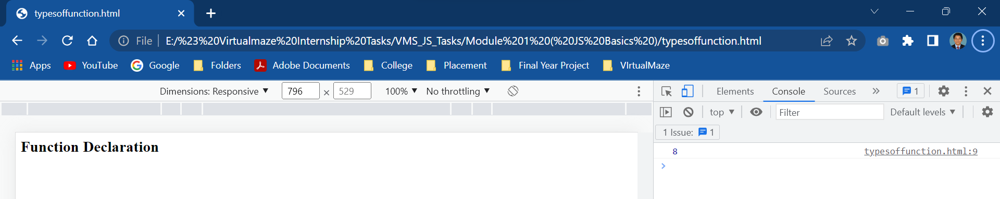 typesoffunction.html
File E:/%23%20Virtualmaze%20Internship%20Tasks/VMS_JS_Tasks/Module%201%20(%20JS%20Basics%20)/typesoffunction.html
Apps YouTube Google Folders Adobe Documents College Placement Final Year Project VIrtualMaze
Dimensions: Responsive ▼ 796 × 529 100% ▼ No throttling ▼
Elements Console Sources » 1
top ▼ Filter Default levels ▼
1 Issue: 1
Function Declaration
8 typesoffunction.html:9